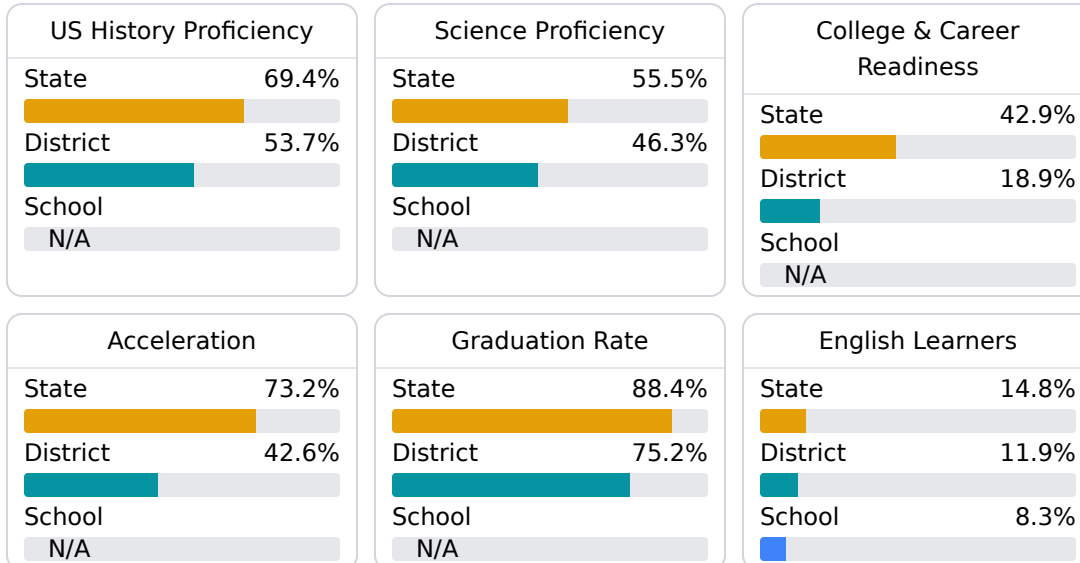 US History Proficiency
State 69.4%
District 53.7%
School
N/A
Science Proficiency
State 55.5%
District 46.3%
School
N/A
College & Career
Readiness
State 42.9%
District 18.9%
School
N/A
Acceleration
State 73.2%
District 42.6%
School
N/A
Graduation Rate
State 88.4%
District 75.2%
School
N/A
English Learners
State 14.8%
District 11.9%
School 8.3%